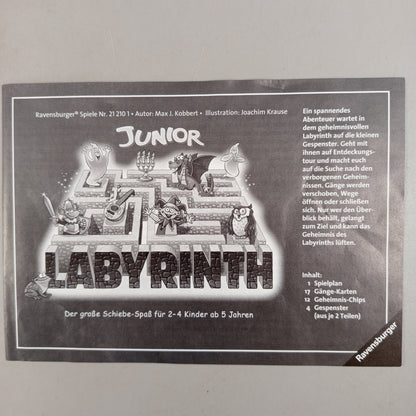 Ravensburger® Spiele Nr. 21 210 1 • Autor: Max J. Kobbert • Illustration: Joachim Krause
JUNIOR
LABYRINTH
Der große Schiebe-Spaß für 2-4 Kinder ab 5 Jahren
Ein spannendes
Abenteuer wartet in
dem geheimnisvollen
Labyrinth auf die kleinen
Gespenster. Geht mit
ihnen auf Entdeckungs-
tour und macht euch
auf die Suche nach den
verborgenen Geheim-
nissen. Gänge werden
verschoben, Wege
öffnen oder schließen
sich. Nur wer den Über-
blick behält, gelangt
zum Ziel und kann das
Geheimnis des
Labyrinths lüften.
Inhalt:
1 Spielplan
17 Gänge-Karten
12 Geheimnis-Chips
4 Gespenster
(aus je 2 Teilen)
Ravensburger